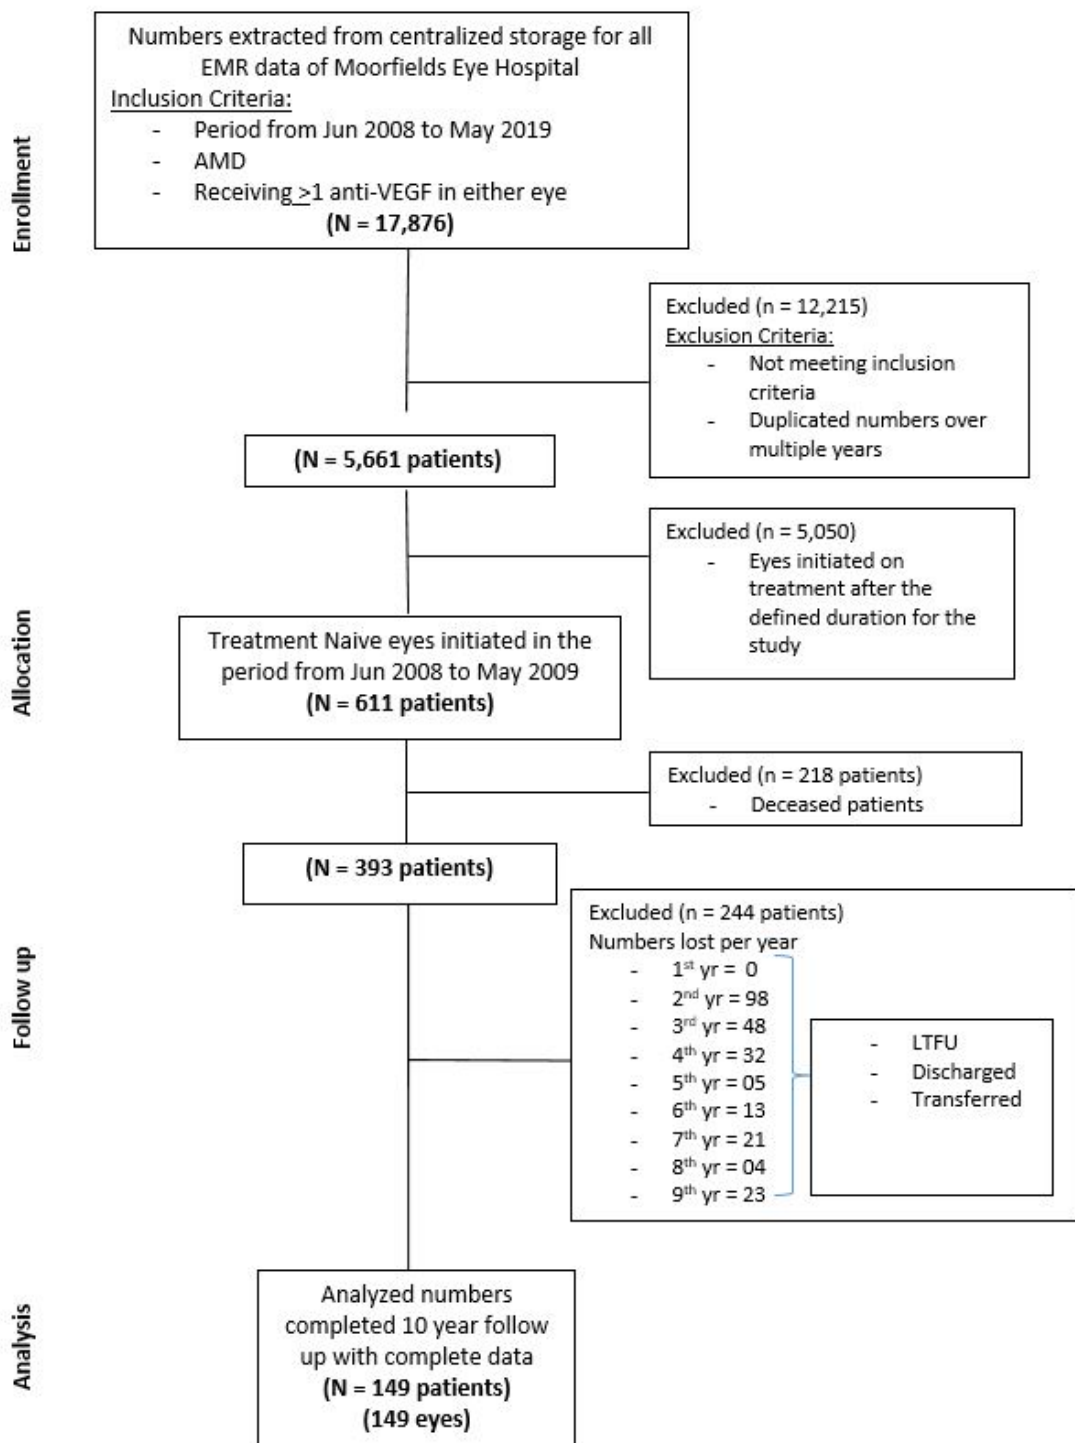 Enrollment
Numbers extracted from centralized storage for all
EMR data of Moorfields Eye Hospital
Inclusion Criteria:
- Period from Jun 2008 to May 2019
- AMD
- Receiving >1 anti-VEGF in either eye
(N = 17,876)
Excluded (n = 12,215)
Exclusion Criteria:
- Not meeting inclusion
criteria
- Duplicated numbers over
multiple years
(N = 5,661 patients)
Excluded (n = 5,050)
- Eyes initiated on
treatment after the
defined duration for the
study
Allocation
Treatment Naive eyes initiated in the
period from Jun 2008 to May 2009
(N = 611 patients)
Excluded (n = 218 patients)
- Deceased patients
(N = 393 patients)
Follow up
Excluded (n = 244 patients)
Numbers lost per year
- 1st yr = 0
- 2nd yr = 98
- 3rd yr = 48
- 4th yr = 32
- 5th yr = 05
- 6th yr = 13
- 7th yr = 21
- 8th yr = 04
- 9th yr = 23
- LTFU
- Discharged
- Transferred
Analysis
Analyzed numbers
completed 10 year follow
up with complete data
(N = 149 patients)
(149 eyes)